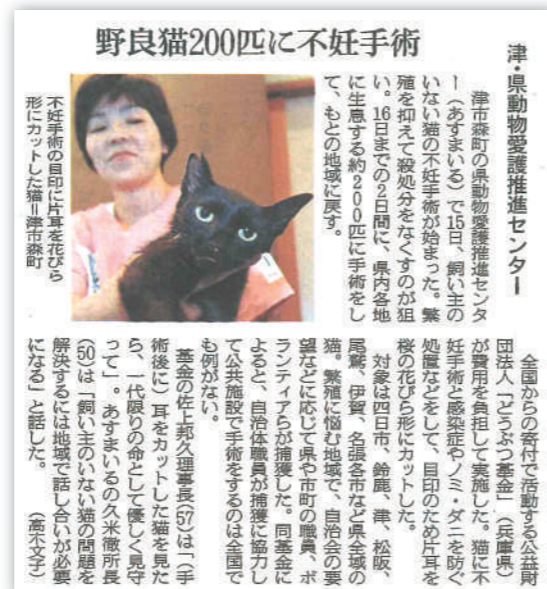 野良猫200匹に不妊手術
津・県動物愛護推進センター
津市森町の県動物愛護推進センタ
ー(あすまいる)で15日、飼い主の
いない猫の不妊手術が始まった。繁
殖を抑えて殺処分をなくすのが狙
い。16日までの2日間に、県内各地
に生息する約200匹に手術をし
て、もとの地域に戻す。
不妊手術の目印に片耳を花びら
形にカットした猫=津市森町
全国からの寄付で活動する公益財
団法人「どうぶつ基金」(兵庫県)
が費用を負担して実施した。猫に不
妊手術と感染症やノミ・ダニを防ぐ
処置などをして、目印のため片耳を
桜の花びら形にカットした。
対象は四日市、鈴鹿、津、松阪、
尾鷲、伊賀、名張各市など県全域の
猫。繁殖に悩む地域で、自治会の要
望などに応じて県や市町の職員、ボ
ランティアらが捕獲した。同基金に
よると、自治体職員が捕獲に協力し
て公共施設で手術をするのは全国で
も例がない。
基金の佐上邦久理事長(57)は「(手
術後に)耳をカットした猫を見た
ら、一代限りの命として優しく見守
って」。あすまいるの久米徹所長
(50)は「飼い主のいない猫の問題を
解決するには地域で話し合いが必要
になる」と話した。 (高木文子)